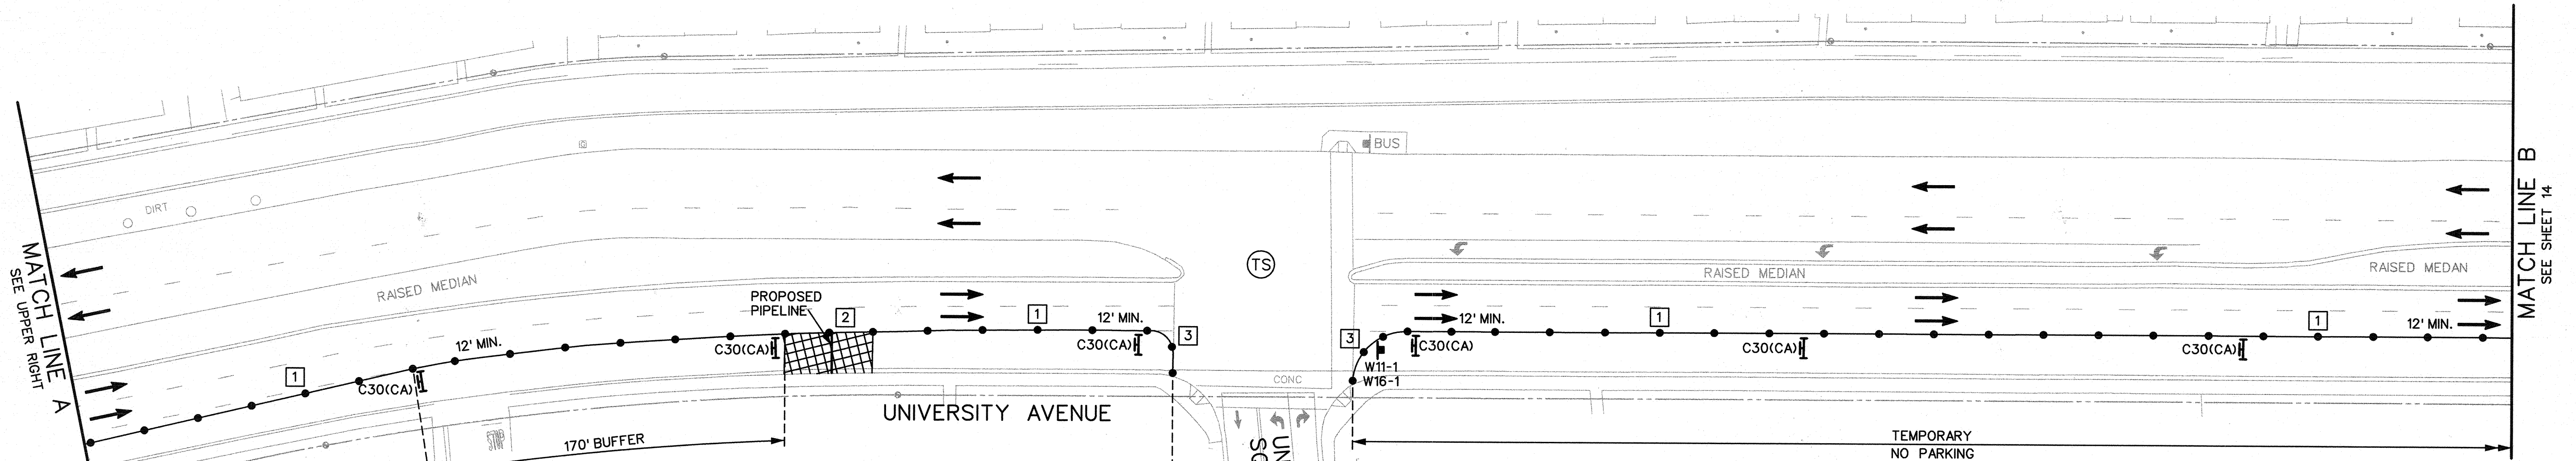 BUS
DIRT
TS
MATCH LINE A
SEE UPPER RIGHT
RAISED MEDIAN
RAISED MEDIAN
RAISED MEDAN
MATCH LINE B
SEE SHEET 14
PROPOSED
PIPELINE
2
1
12' MIN.
3
3
12' MIN.
1
1
12' MIN.
12' MIN.
C30(CA)
C30(CA)
C30(CA)
C30(CA)
C30(CA)
C30(CA)
1
W11-1
W16-1
CONC
UNIVERSITY AVENUE
170' BUFFER
STMP
UN
SQ
TEMPORARY
NO PARKING